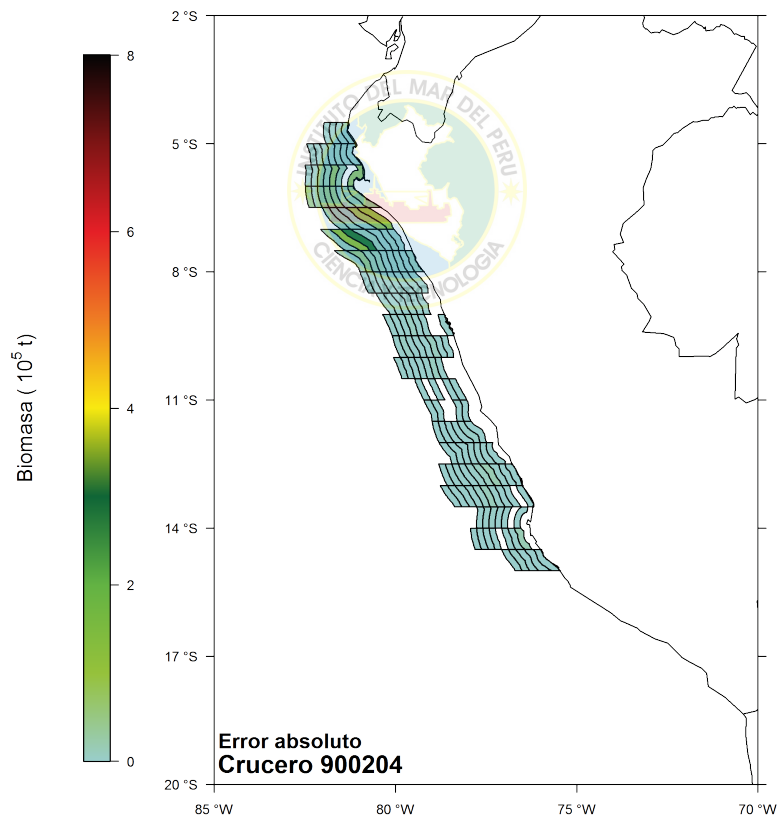 2 °S
5 °S
8 °S
11 °S
14 °S
17 °S
20 °S
85 °W
80 °W
75 °W
70 °W
8
6
4
2
0
Biomasa ( 10⁵ t)
INSTITUTO DEL MAR DEL PERU
CIENCIA Y TECNOLOGIA
Error absoluto
Crucero 900204